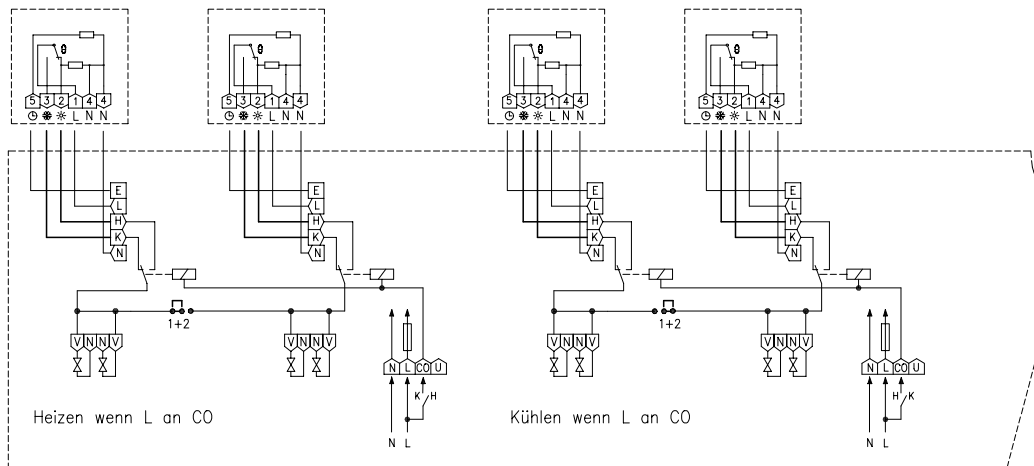 5 3 2 1 4 4 5 3 2 1 4 4 5 3 2 1 4 4 5 3 2 1 4 4
L N N L N N L N N L N N
E E E E
L L L L
H H H H
K K K K
N N N N
1+2 1+2
V N N V V N N V V N N V V N N V
N L CO U N L CO U
K H H K
Heizen wenn L an CO Kühlen wenn L an CO
N L N L